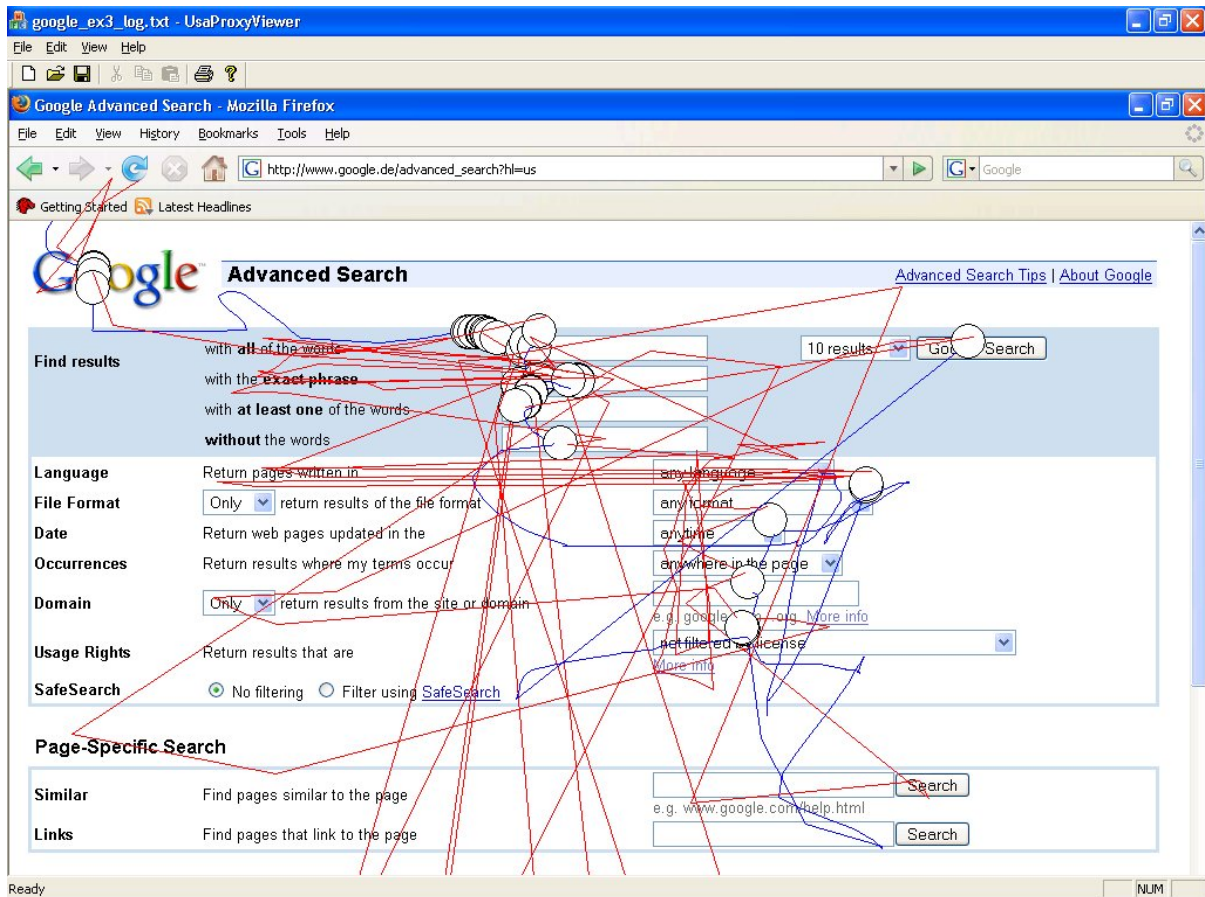 google_ex3_log.txt - UsaProxyViewer
File Edit View Help
Google Advanced Search - Mozilla Firefox
File Edit View History Bookmarks Tools Help
http://www.google.de/advanced_search?hl=us Google
Getting Started Latest Headlines
Google™ Advanced Search Advanced Search Tips | About Google
Find results with all of the words 10 results Search
with the exact phrase
with at least one of the words
without the words
Language Return pages written in any language
File Format Only return results of the file format any format
Date Return web pages updated in the anytime
Occurrences Return results where my terms occur anywhere in the page
Domain Only return results from the site or domain
e.g. google .org More info
Usage Rights Return results that are not filtered by license
More info
SafeSearch No filtering Filter using SafeSearch
Page-Specific Search
Similar Find pages similar to the page Search
e.g. www.google.com/help.html
Links Find pages that link to the page Search
Ready NUM